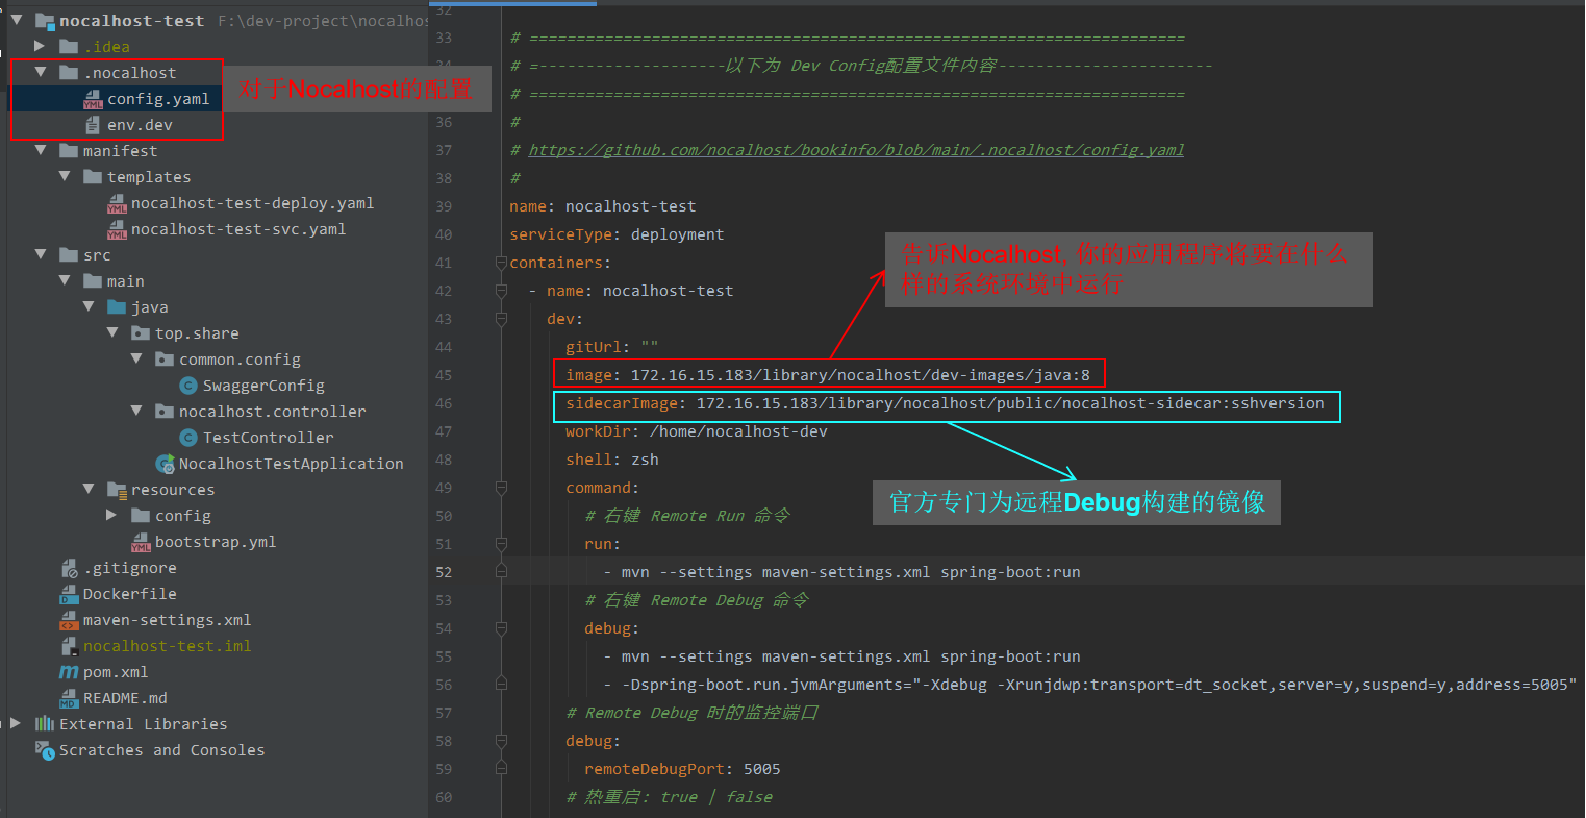 nocalhost-test F:\dev-project\nocalhos
.idea
.nocalhost
config.yaml
env.dev
对于Nocalhost的配置
manifest
templates
nocalhost-test-deploy.yaml
nocalhost-test-svc.yaml
src
main
java
top.share
common.config
SwaggerConfig
nocalhost.controller
TestController
NocalhostTestApplication
resources
config
bootstrap.yml
.gitignore
Dockerfile
maven-settings.xml
nocalhost-test.iml
pom.xml
README.md
External Libraries
Scratches and Consoles
32
33 # ======================================================================
34 # =--------------------以下为 Dev Config配置文件内容-----------------------
# ======================================================================
36 #
37 # https://github.com/nocalhost/bookinfo/blob/main/.nocalhost/config.yaml
38 #
39 name: nocalhost-test
40 serviceType: deployment
41 containers:
42 - name: nocalhost-test
43 dev:
44 gitUrl: ""
45 image: 172.16.15.183/library/nocalhost/dev-images/java:8
46 sidecarImage: 172.16.15.183/library/nocalhost/public/nocalhost-sidecar:sshversion
47 workDir: /home/nocalhost-dev
48 shell: zsh
49 command:
50 # 右键 Remote Run 命令
51 run:
52 - mvn --settings maven-settings.xml spring-boot:run
53 # 右键 Remote Debug 命令
54 debug:
55 - mvn --settings maven-settings.xml spring-boot:run
56 - -Dspring-boot.run.jvmArguments="-Xdebug -Xrunjdwp:transport=dt_socket,server=y,suspend=y,address=5005"
57 # Remote Debug 时的监控端口
58 debug:
59 remoteDebugPort: 5005
60 # 热重启: true | false
告诉Nocalhost, 你的应用程序将要在什么
样的系统环境中运行
官方专门为远程Debug构建的镜像